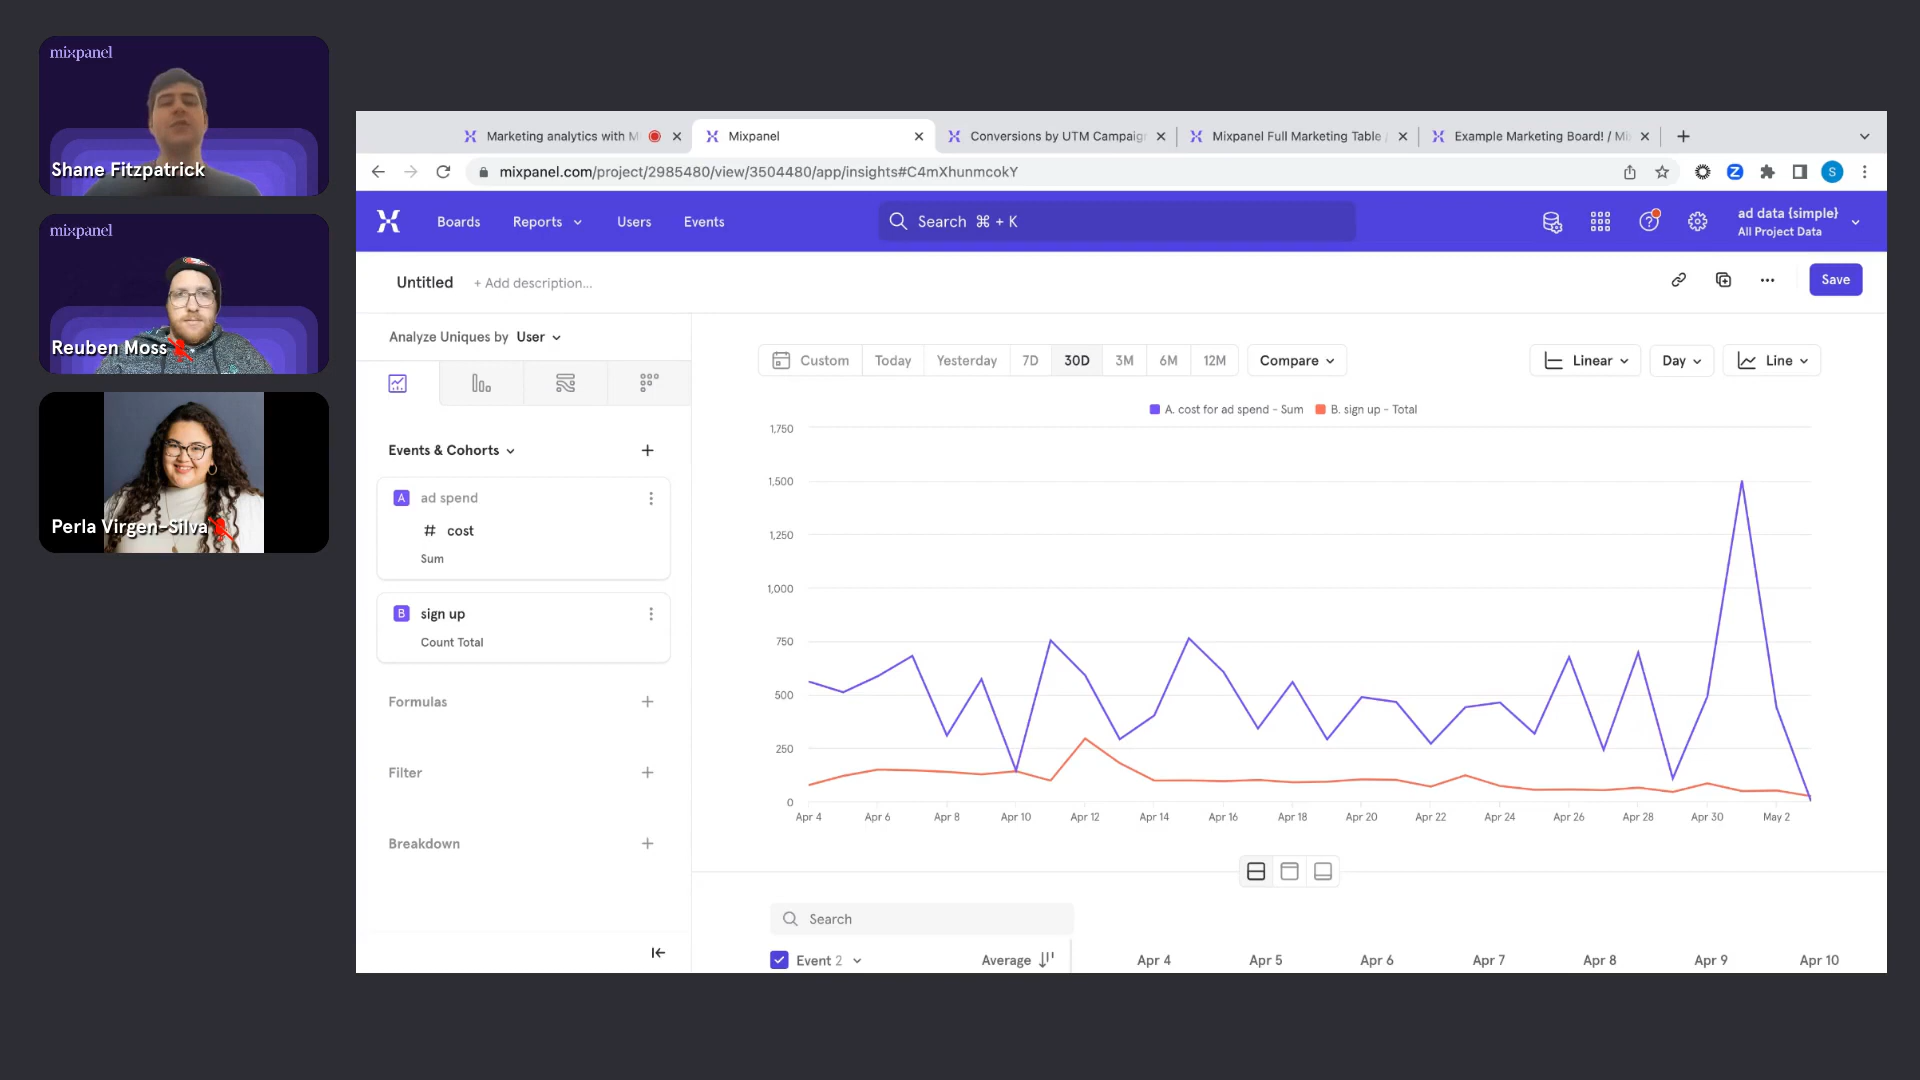 mixpanel
Shane Fitzpatrick
mixpanel
Reuben Moss
Perla Virgen-Silva
Marketing analytics with M
Mixpanel
Conversions by UTM Campaig
Mixpanel Full Marketing Table /
Example Marketing Board! / Mi
mixpanel.com/project/2985480/view/3504480/app/insights#C4mXhunmcokY
S
Boards
Reports
Users
Events
Search ⌘ + K
ad data {simple}
All Project Data
Untitled
+ Add description...
Save
Analyze Uniques by User
Events & Cohorts
A ad spend
# cost
Sum
B sign up
Count Total
Formulas
Filter
Breakdown
Custom
Today
Yesterday
7D
30D
3M
6M
12M
Compare
Linear
Day
Line
A. cost for ad spend - Sum
B. sign up - Total
1,750
1,500
1,250
1,000
750
500
250
0
Apr 4 Apr 6 Apr 8 Apr 10 Apr 12 Apr 14 Apr 16 Apr 18 Apr 20 Apr 22 Apr 24 Apr 26 Apr 28 Apr 30 May 2
Search
Event 2 Average Apr 4 Apr 5 Apr 6 Apr 7 Apr 8 Apr 9 Apr 10